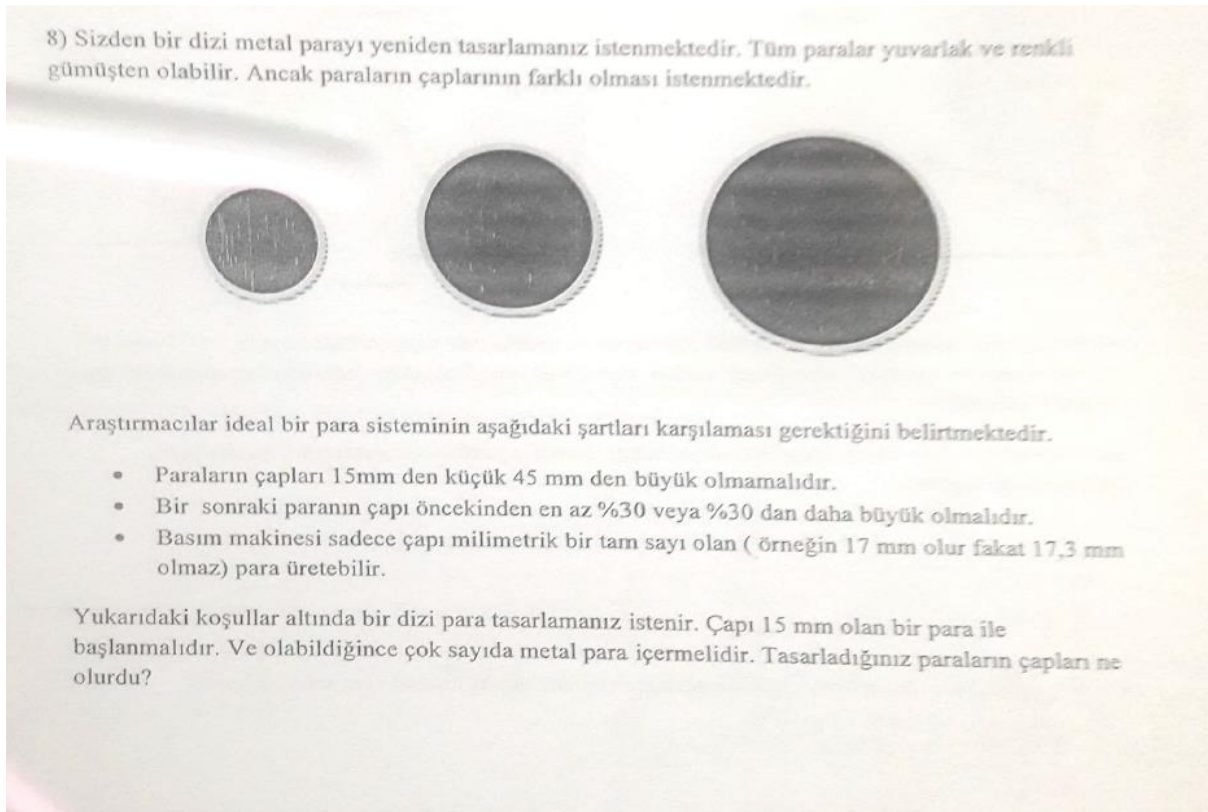 8) Sizden bir dizi metal parayı yeniden tasarlamanız istenmektedir. Tüm paralar yuvarlak ve renkli
gümüşten olabilir. Ancak paraların çaplarının farklı olması istenmektedir.
Araştırmacılar ideal bir para sisteminin aşağıdaki şartları karşılaması gerektiğini belirtmektedir.
• Paraların çapları 15mm den küçük 45 mm den büyük olmamalıdır.
• Bir sonraki paranın çapı öncekinden en az %30 veya %30 dan daha büyük olmalıdır.
• Basım makinesi sadece çapı milimetrik bir tam sayı olan ( örneğin 17 mm olur fakat 17,3 mm
olmaz) para üretebilir.
Yukarıdaki koşullar altında bir dizi para tasarlamanız istenir. Çapı 15 mm olan bir para ile
başlanmalıdır. Ve olabildiğince çok sayıda metal para içermelidir. Tasarladığınız paraların çapları ne
olurdu?